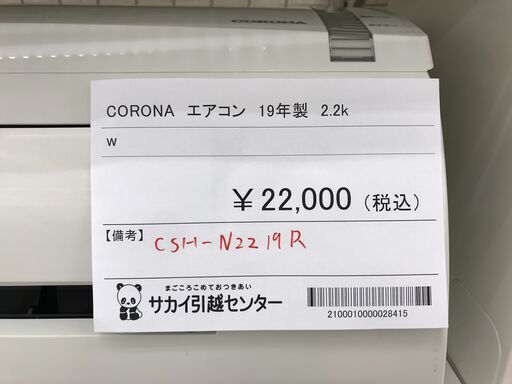 CORONA
CORONA エアコン 19年製 2.2k
w
￥22,000（税込）
【備考】 CSH-N2219R
まごころこめておつきあい
サカイ引越センター
2100010000028415